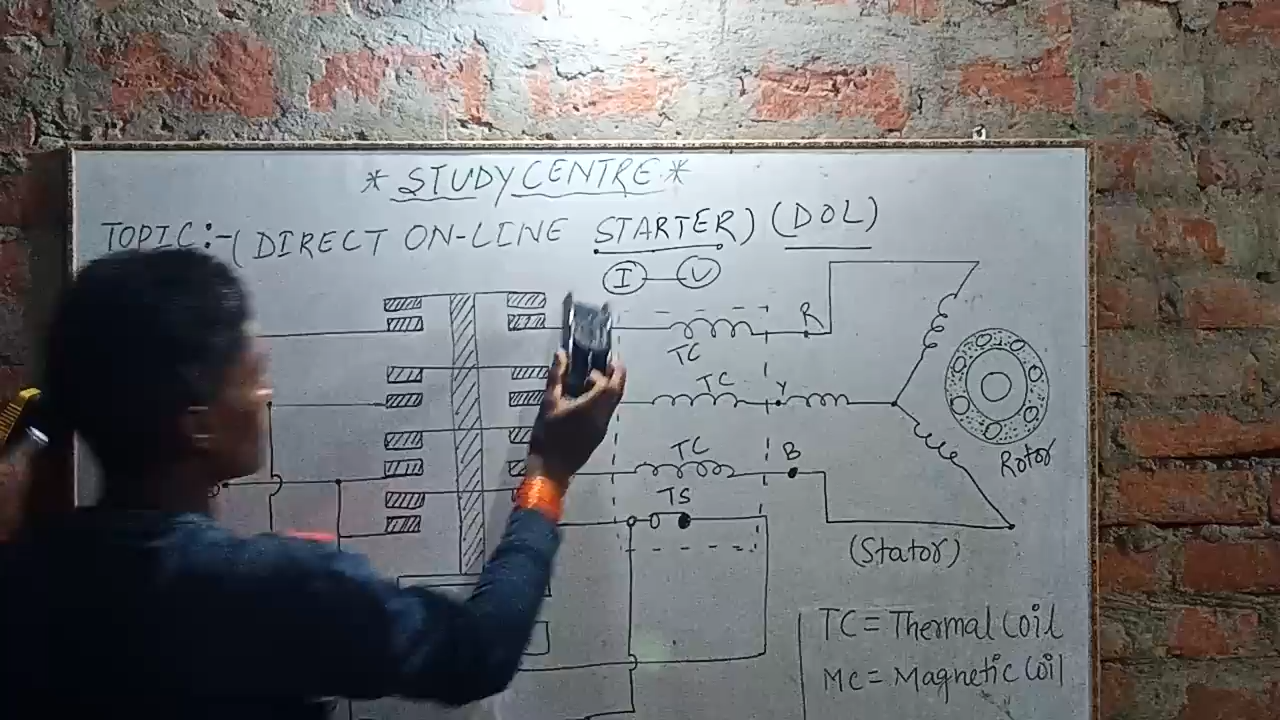 * STUDY CENTRE *
TOPIC:-(DIRECT ON-LINE STARTER) (DOL)
I V
R
TC
TC Y
TC B
TS
Rotor
(Stator)
TC = Thermal Coil
MC = Magnetic Coil